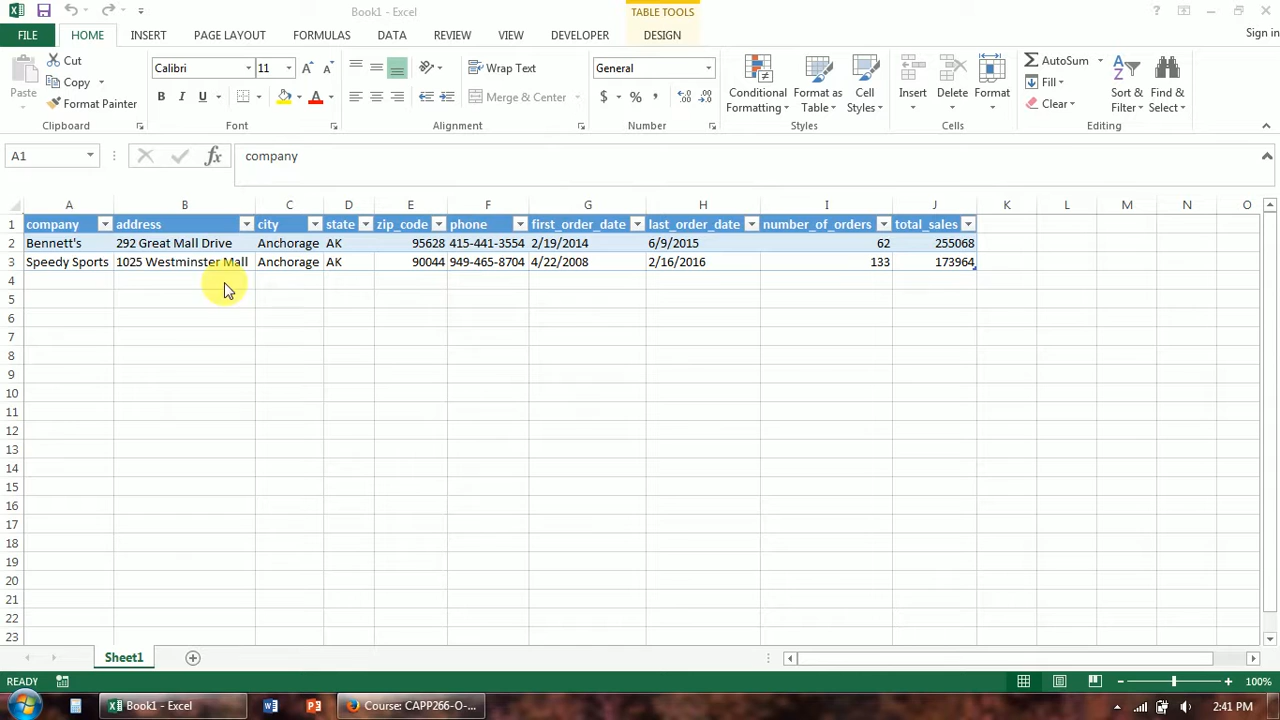 Book1 - Excel
TABLE TOOLS
?
FILE HOME INSERT PAGE LAYOUT FORMULAS DATA REVIEW VIEW DEVELOPER DESIGN Sign in
Paste
Cut
Copy
Format Painter
Clipboard
Calibri 11 A A
B I U A
Font
Wrap Text
Merge & Center
Alignment
General
$ % ,
Number
Conditional Formatting
Format as Table
Cell Styles
Styles
Insert Delete Format
Cells
AutoSum
Fill
Clear
Sort & Filter
Find & Select
Editing
A1 fx company
A B C D E F G H I J K L M N O
1 company address city state zip_code phone first_order_date last_order_date number_of_orders total_sales
2 Bennett's 292 Great Mall Drive Anchorage AK 95628 415-441-3554 2/19/2014 6/9/2015 62 255068
3 Speedy Sports 1025 Westminster Mall Anchorage AK 90044 949-465-8704 4/22/2008 2/16/2016 133 173964
4
5
6
7
8
9
10
11
12
13
14
15
16
17
18
19
20
21
22
23
Sheet1
READY 100%
Book1 - Excel Course: CAPP266-O-... 2:41 PM